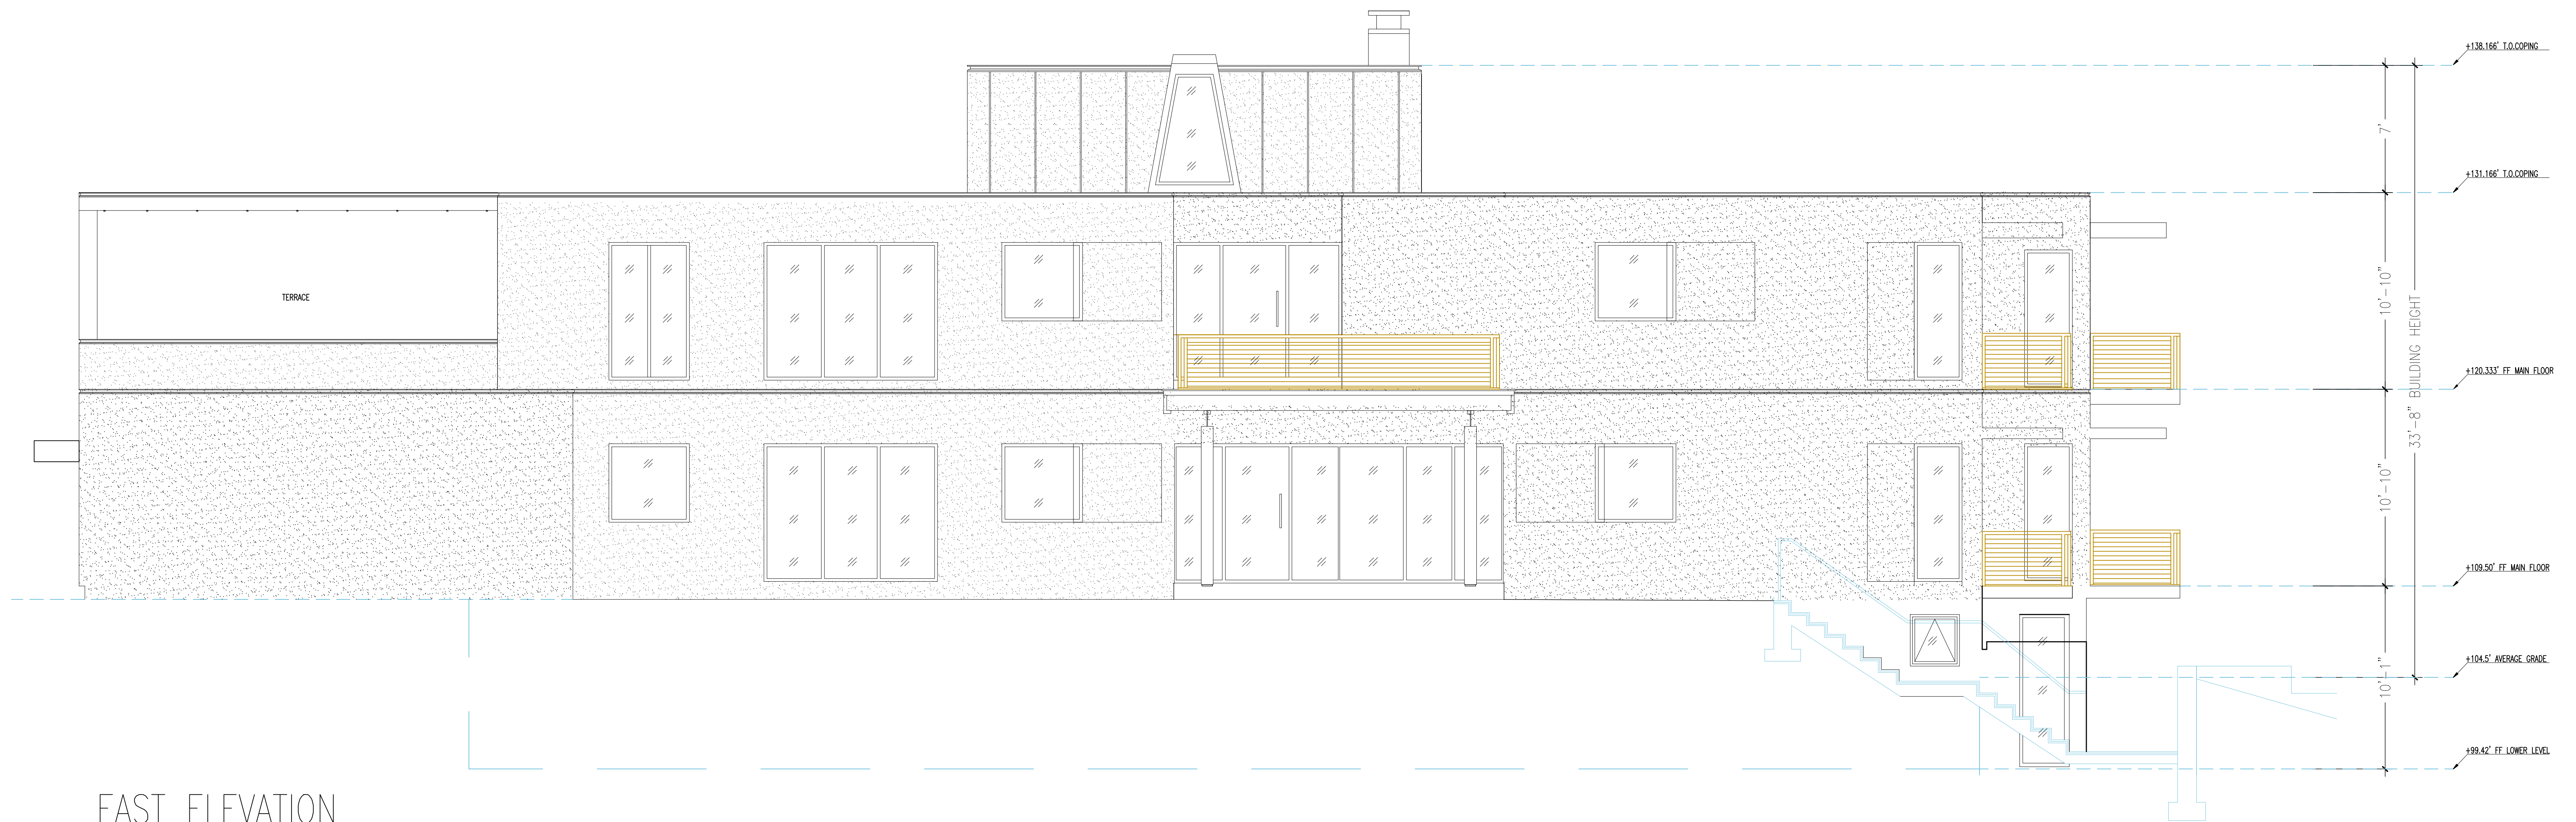 +138.166' T.O.COPING
7'
+131.166' T.O.COPING
10'-10"
TERRACE
33'-8" BUILDING HEIGHT
+120.333' FF MAIN FLOOR
10'-10"
+109.50' FF MAIN FLOOR
+104.5' AVERAGE GRADE
10'-1"
+99.42' FF LOWER LEVEL
EAST ELEVATION